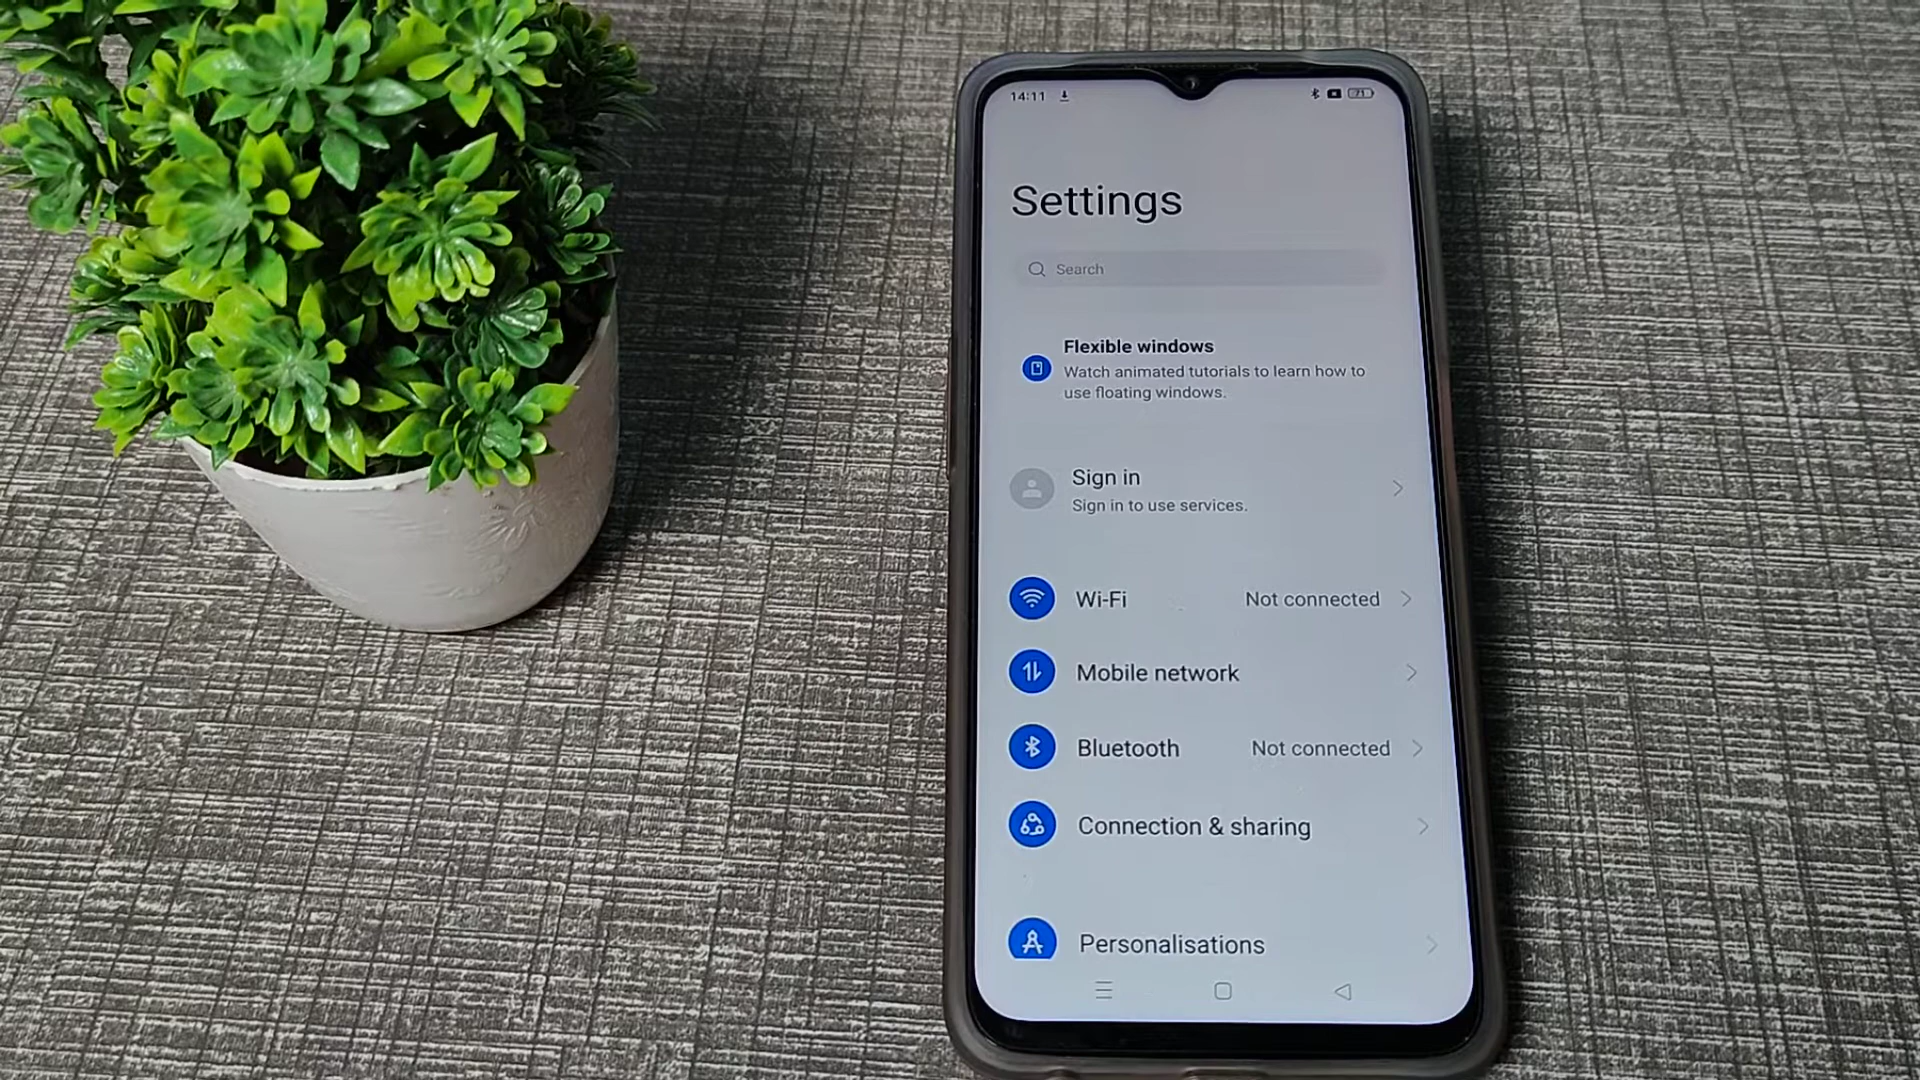 14:11
71
Settings
Search
Flexible windows
Watch animated tutorials to learn how to
use floating windows.
Sign in
Sign in to use services.
Wi-Fi Not connected
Mobile network
Bluetooth Not connected
Connection & sharing
Personalisations